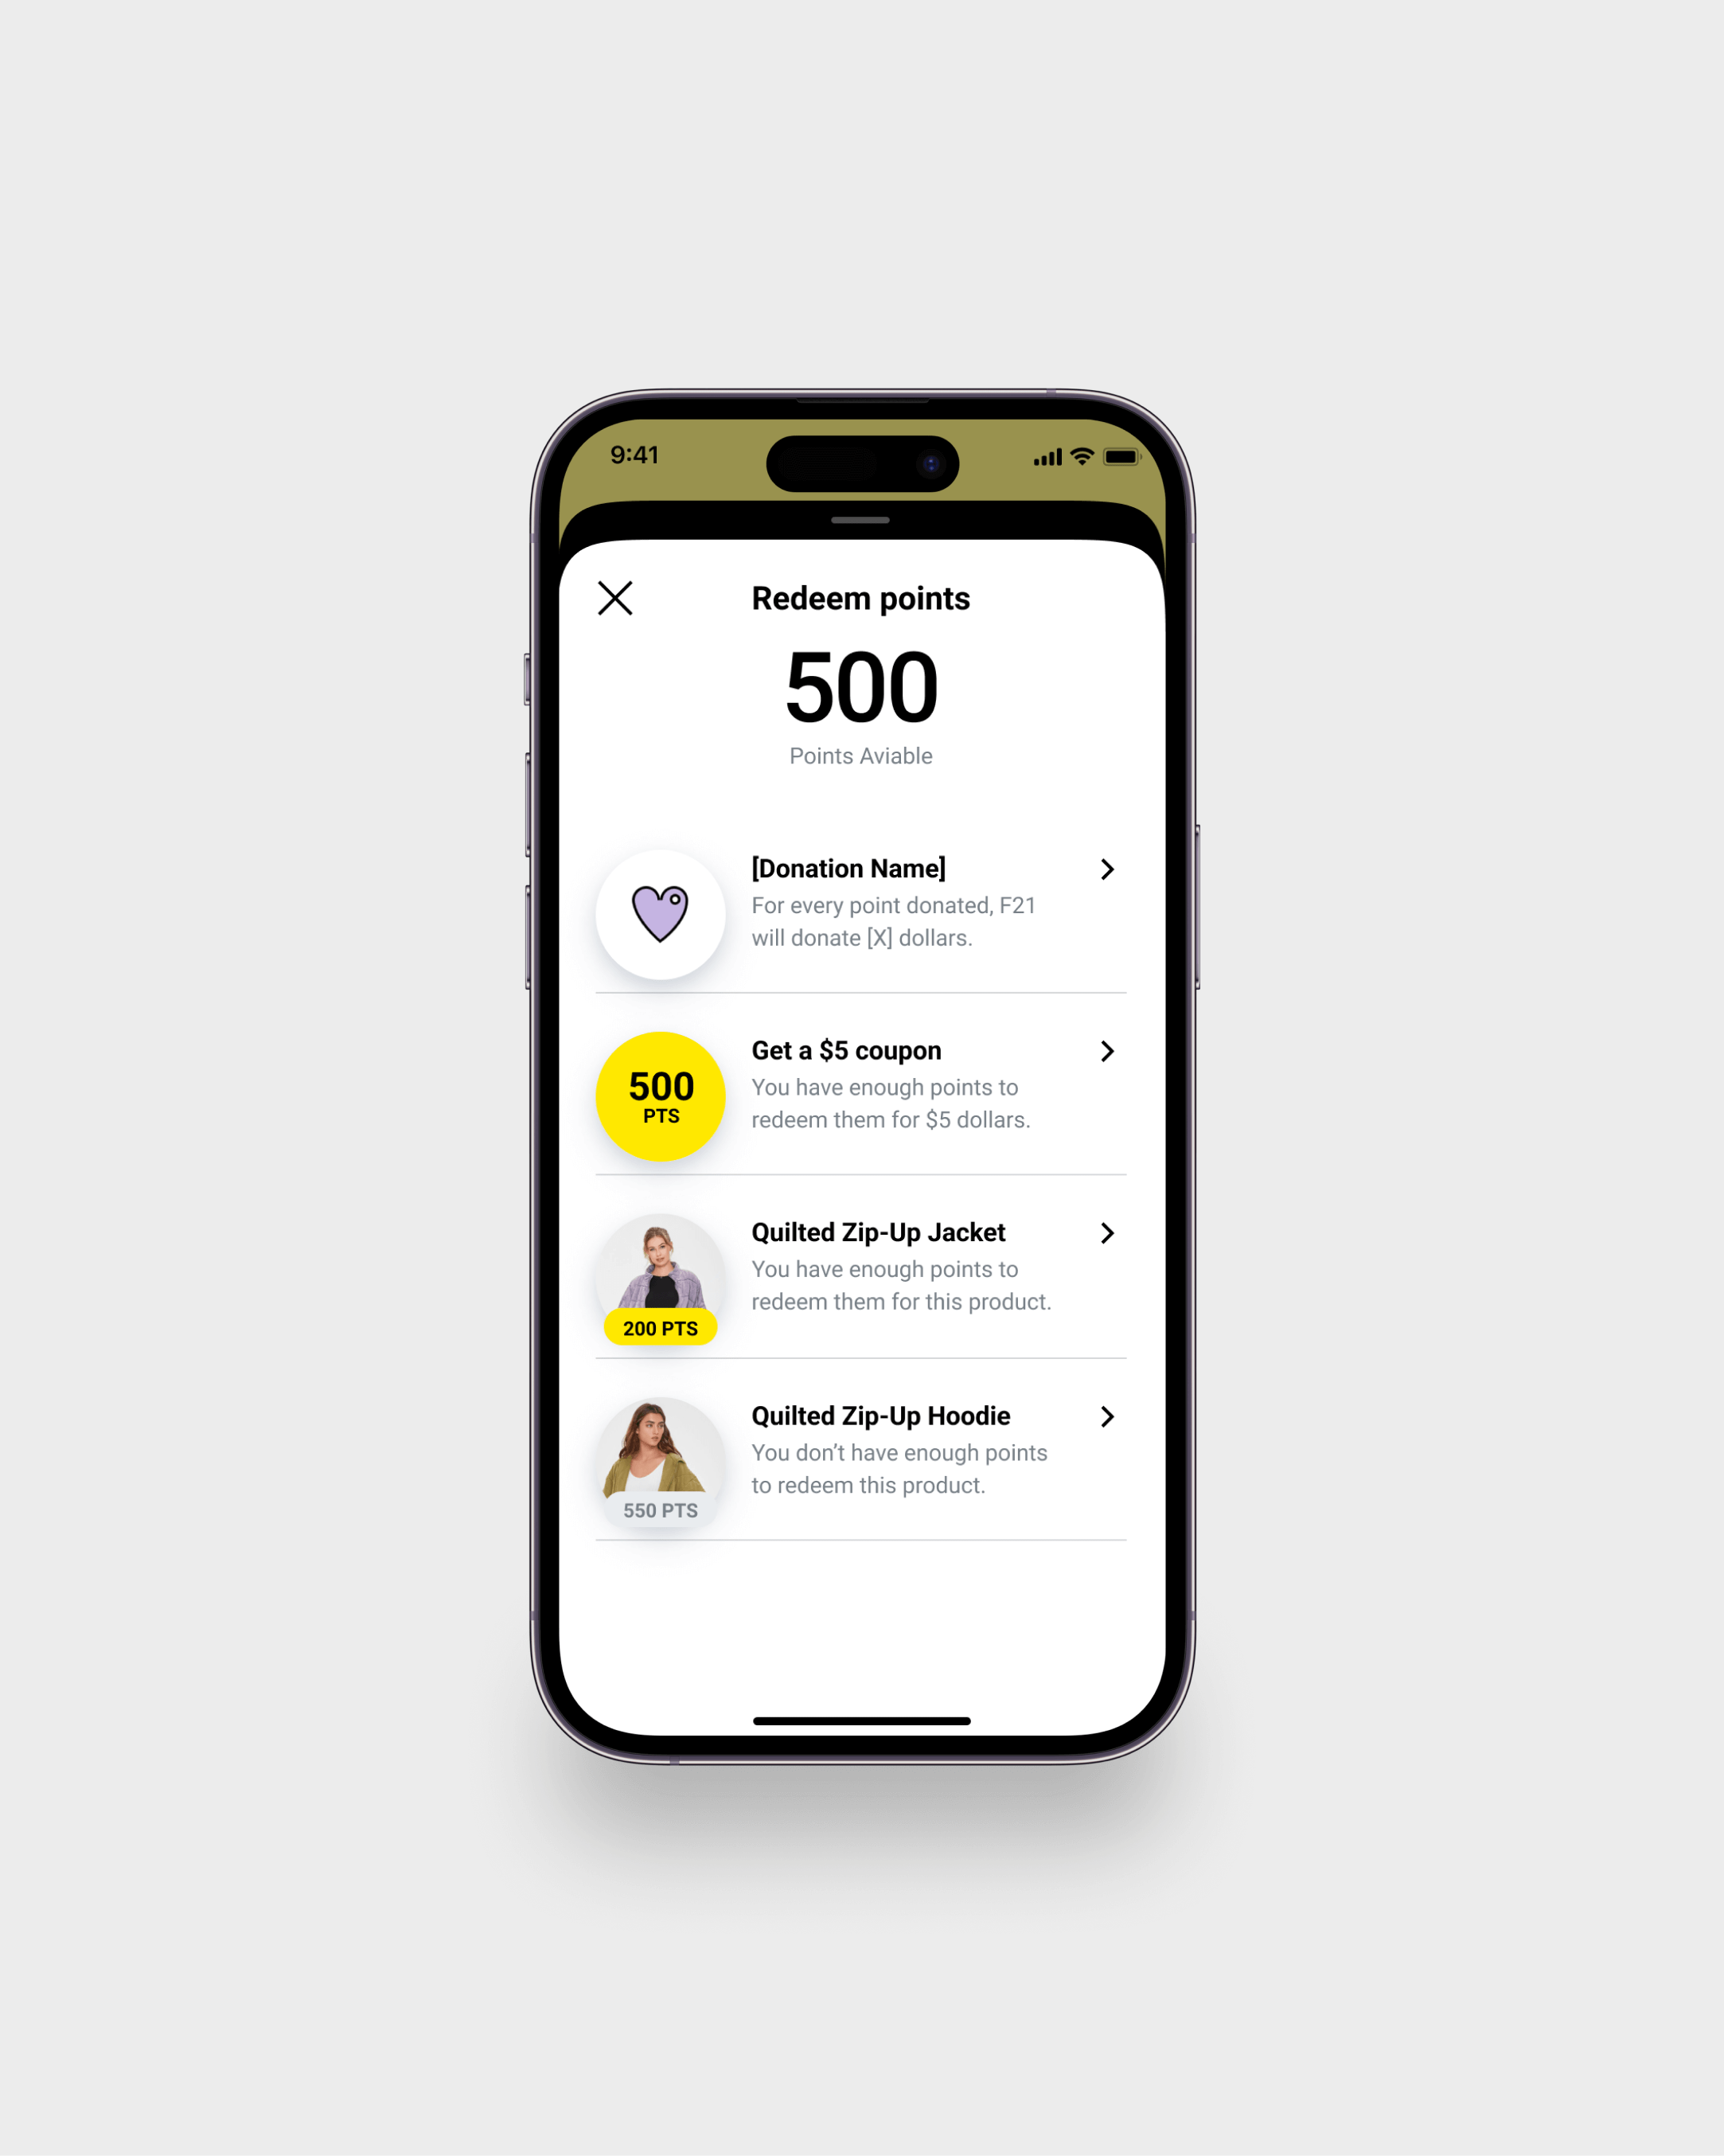 9:41
Redeem points
500
Points Aviable
[Donation Name]
For every point donated, F21
will donate [X] dollars.
500
PTS
Get a $5 coupon
You have enough points to
redeem them for $5 dollars.
Quilted Zip-Up Jacket
You have enough points to
redeem them for this product.
200 PTS
Quilted Zip-Up Hoodie
You don’t have enough points
to redeem this product.
550 PTS